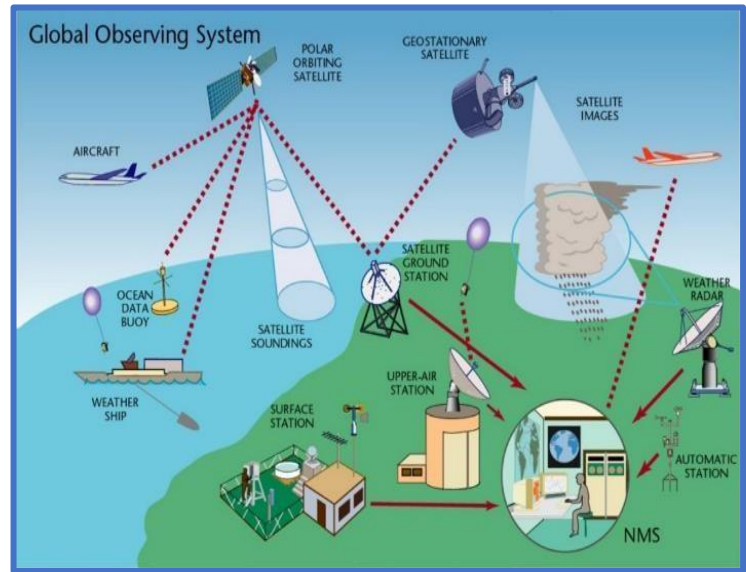 Global Observing System
POLAR
ORBITING
SATELLITE
GEOSTATIONARY
SATELLITE
SATELLITE
IMAGES
AIRCRAFT
OCEAN
DATA
BUOY
SATELLITE
SOUNDINGS
SATELLITE
GROUND
STATION
WEATHER
RADAR
WEATHER
SHIP
UPPER-AIR
STATION
SURFACE
STATION
AUTOMATIC
STATION
NMS